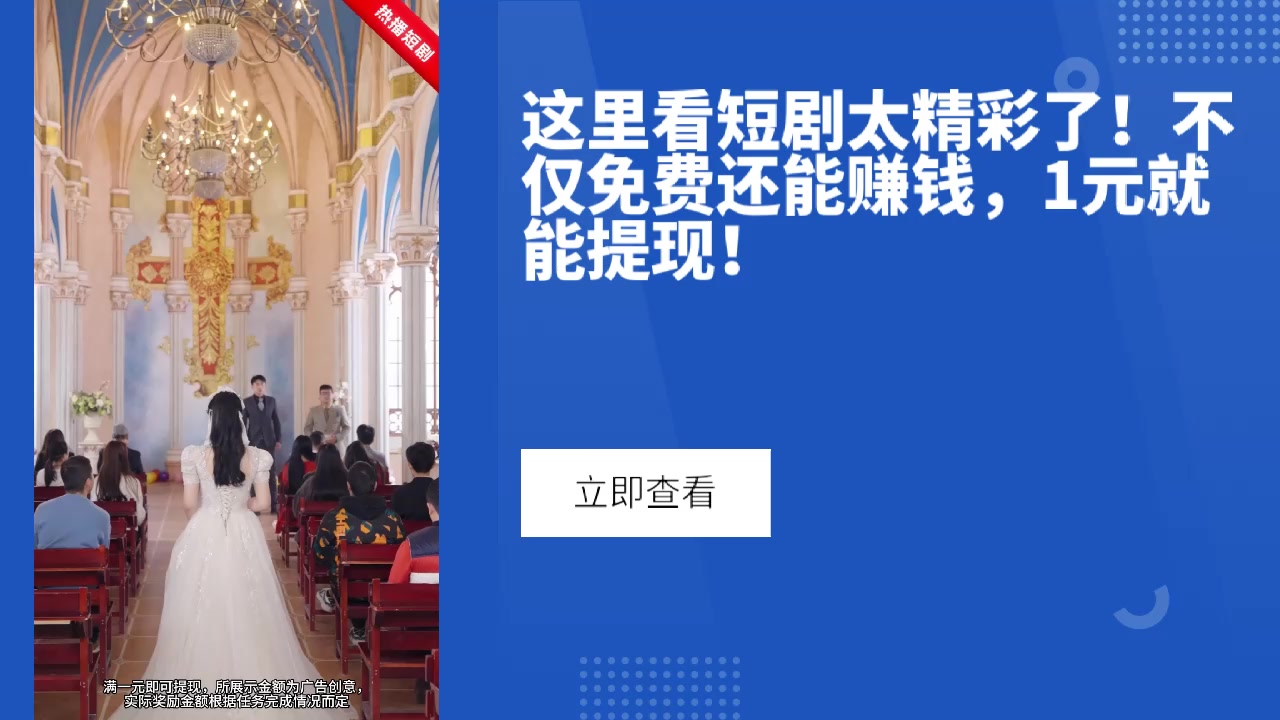 热播短剧
这里看短剧太精彩了！不
仅免费还能赚钱，1元就
能提现！
立即查看
满一元即可提现，所展示金额为广告创意，
实际奖励金额根据任务完成情况而定